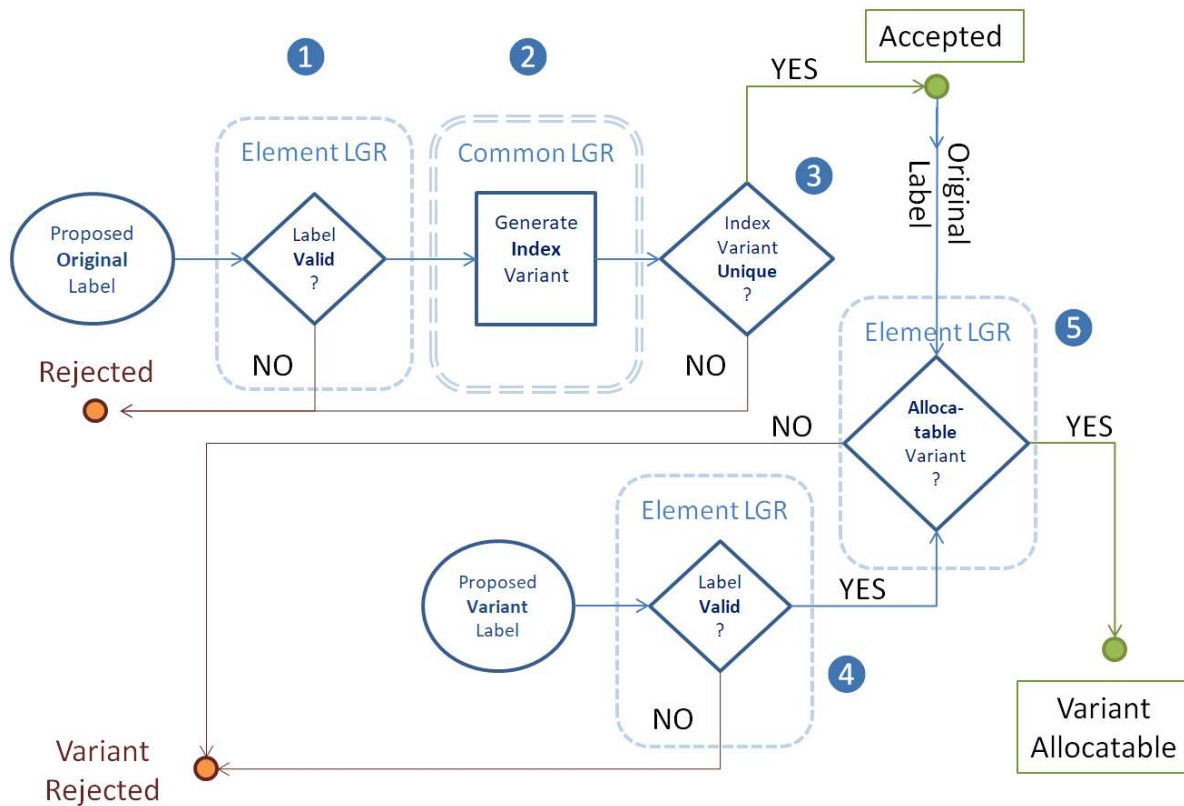 1
2
3
4
5
Accepted
YES
Element LGR
Common LGR
Original
Label
Proposed
Original
Label
Label
Valid
?
Generate
Index
Variant
Index
Variant
Unique
?
NO
NO
Rejected
Element LGR
Alloca-
table
Variant
?
NO
YES
Element LGR
Proposed
Variant
Label
Label
Valid
?
YES
NO
Variant
Rejected
Variant
Allocatable